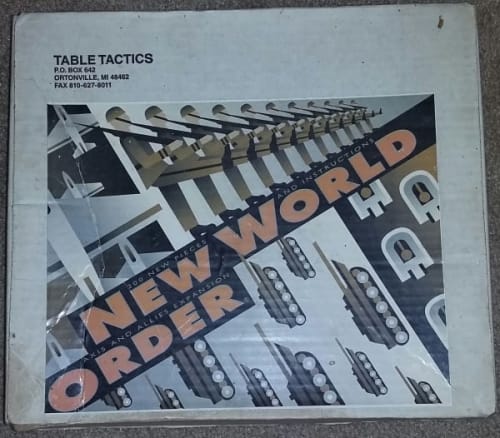 TABLE TACTICS
P.O. BOX 642
ORTONVILLE, MI 48462
FAX 810-627-8011
300 NEW PIECES AND INSTRUCTIONS
NEW WORLD
AXIS AND ALLIES EXPANSION
ORDER